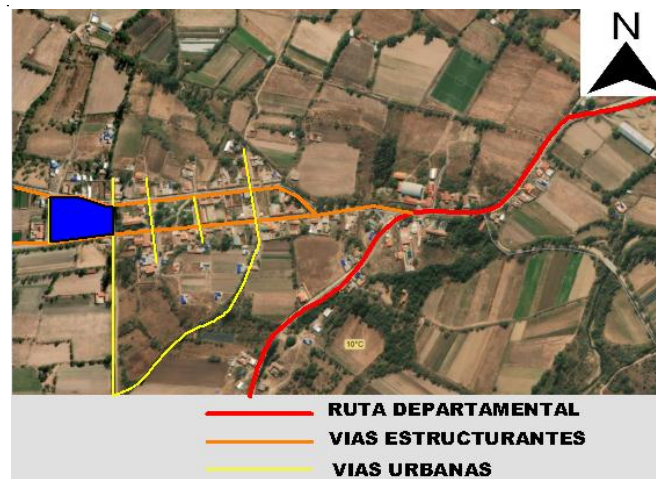 N
10°C
RUTA DEPARTAMENTAL
VIAS ESTRUCTURANTES
VIAS URBANAS